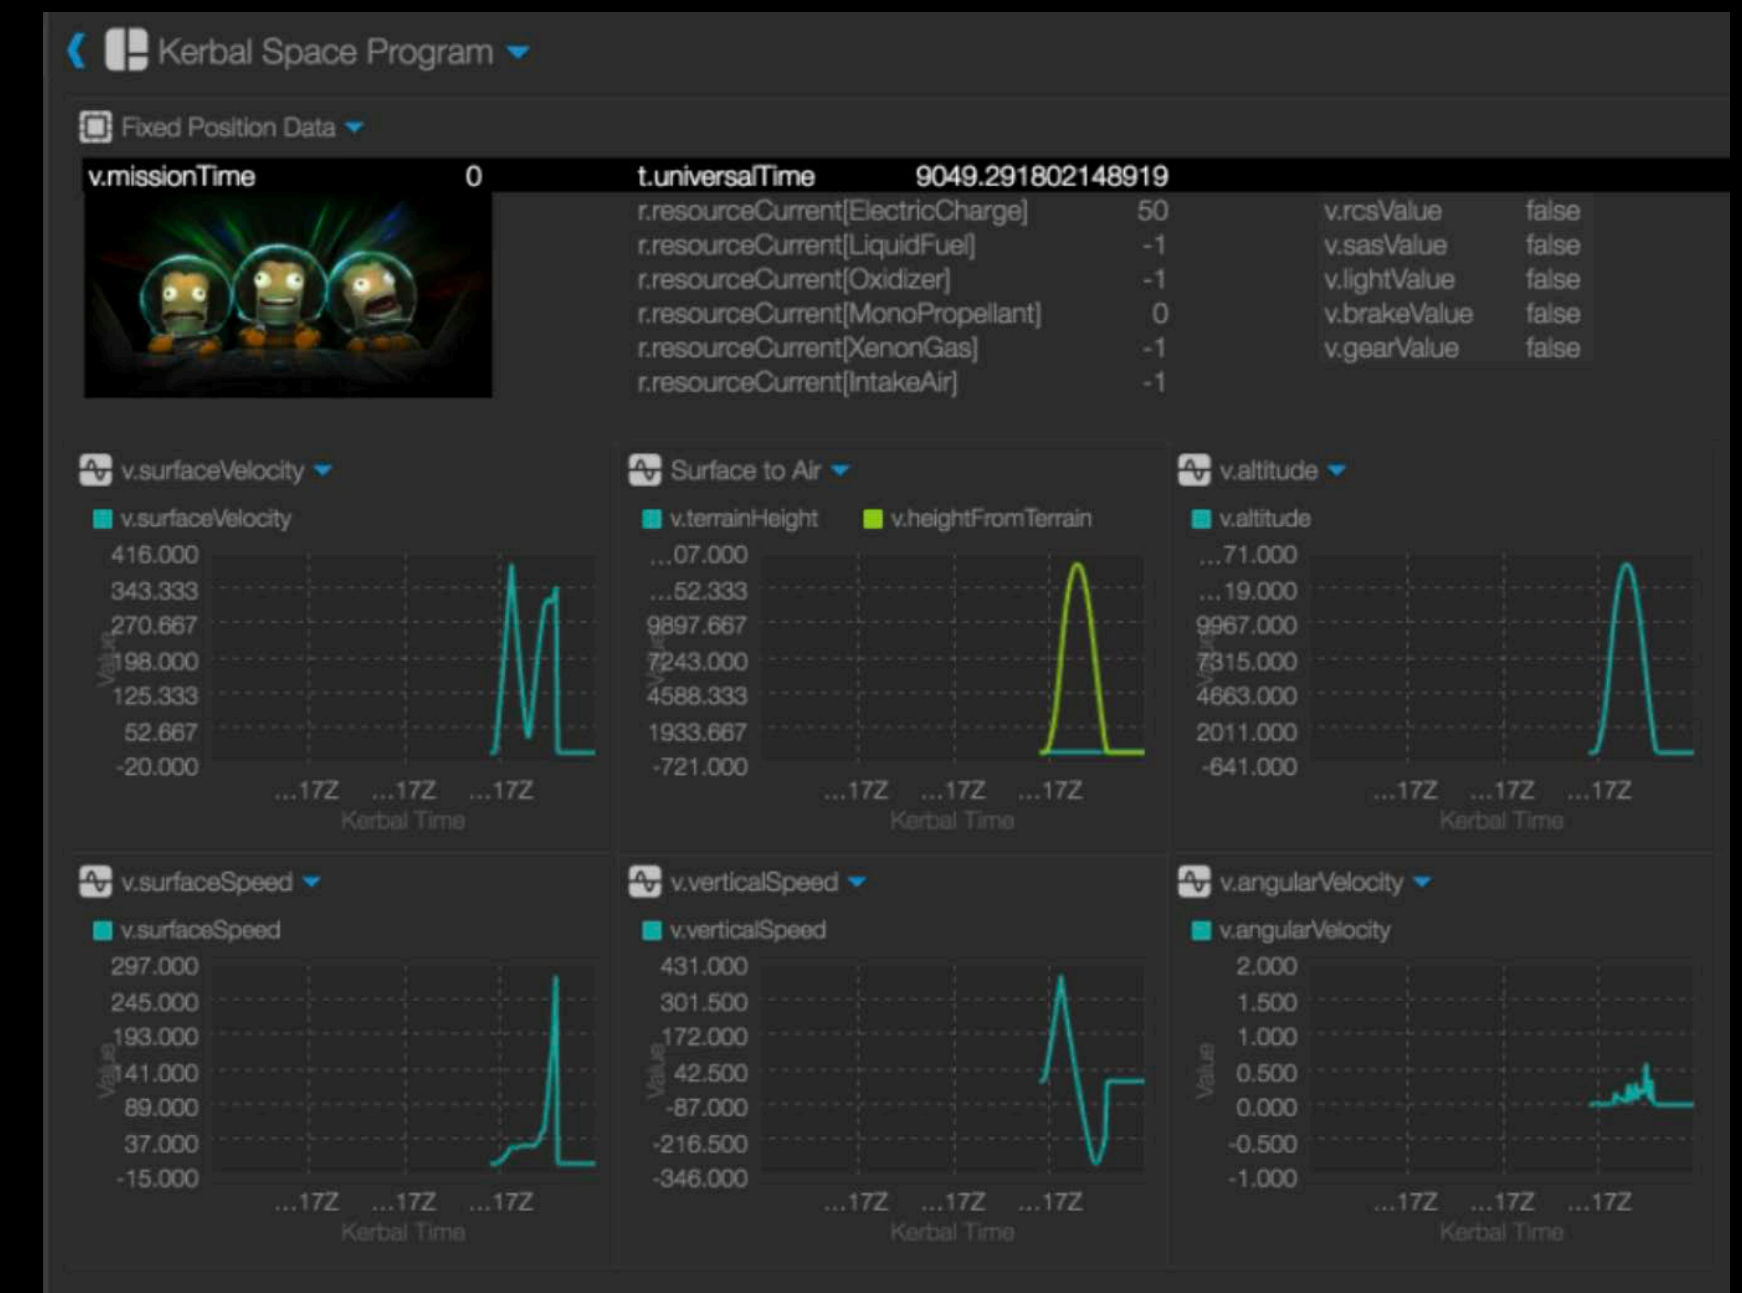 Kerbal Space Program
Fixed Position Data
v.missionTime 0 t.universalTime 9049.291802148919
r.resourceCurrent[ElectricCharge] 50 v.rcsValue false
r.resourceCurrent[LiquidFuel] -1 v.sasValue false
r.resourceCurrent[Oxidizer] -1 v.lightValue false
r.resourceCurrent[MonoPropellant] 0 v.brakeValue false
r.resourceCurrent[XenonGas] -1 v.gearValue false
r.resourceCurrent[IntakeAir] -1
v.surfaceVelocity
v.surfaceVelocity
416.000
343.333
270.667
198.000
125.333
52.667
-20.000
Value
...17Z ...17Z ...17Z
Kerbal Time
Surface to Air
v.terrainHeight v.heightFromTerrain
...07.000
...52.333
9897.667
7243.000
4588.333
1933.667
-721.000
Value
...17Z ...17Z ...17Z
Kerbal Time
v.altitude
v.altitude
...71.000
...19.000
9967.000
7315.000
4663.000
2011.000
-641.000
Value
...17Z ...17Z ...17Z
Kerbal Time
v.surfaceSpeed
v.surfaceSpeed
297.000
245.000
193.000
141.000
89.000
37.000
-15.000
Value
...17Z ...17Z ...17Z
Kerbal Time
v.verticalSpeed
v.verticalSpeed
431.000
301.500
172.000
42.500
-87.000
-216.500
-346.000
Value
...17Z ...17Z ...17Z
Kerbal Time
v.angularVelocity
v.angularVelocity
2.000
1.500
1.000
0.500
0.000
-0.500
-1.000
Value
...17Z ...17Z ...17Z
Kerbal Time